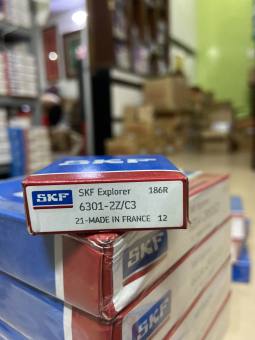 SKF
SKF Explorer 186R
6301-2Z/C3
21-MADE IN FRANCE 12
SKF
SKF